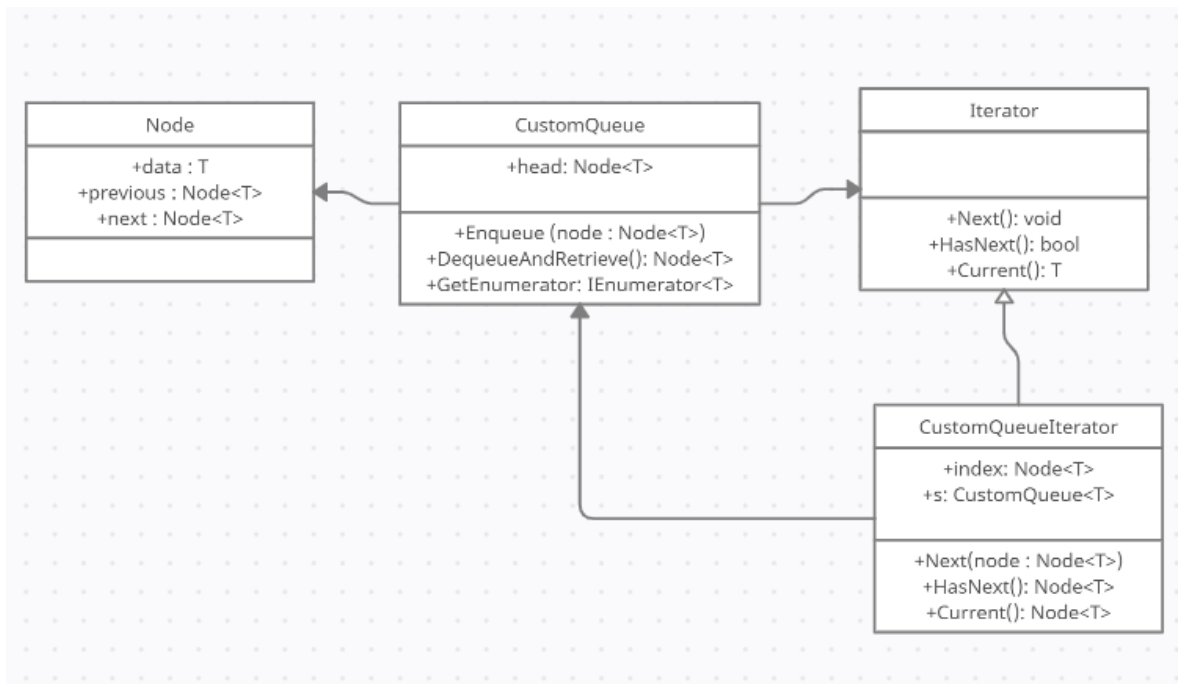 Node
+data : T
+previous : Node<T>
+next : Node<T>
CustomQueue
+head: Node<T>
+Enqueue (node : Node<T>)
+DequeueAndRetrieve(): Node<T>
+GetEnumerator: IEnumerator<T>
Iterator
+Next(): void
+HasNext(): bool
+Current(): T
CustomQueueIterator
+index: Node<T>
+s: CustomQueue<T>
+Next(node : Node<T>)
+HasNext(): Node<T>
+Current(): Node<T>